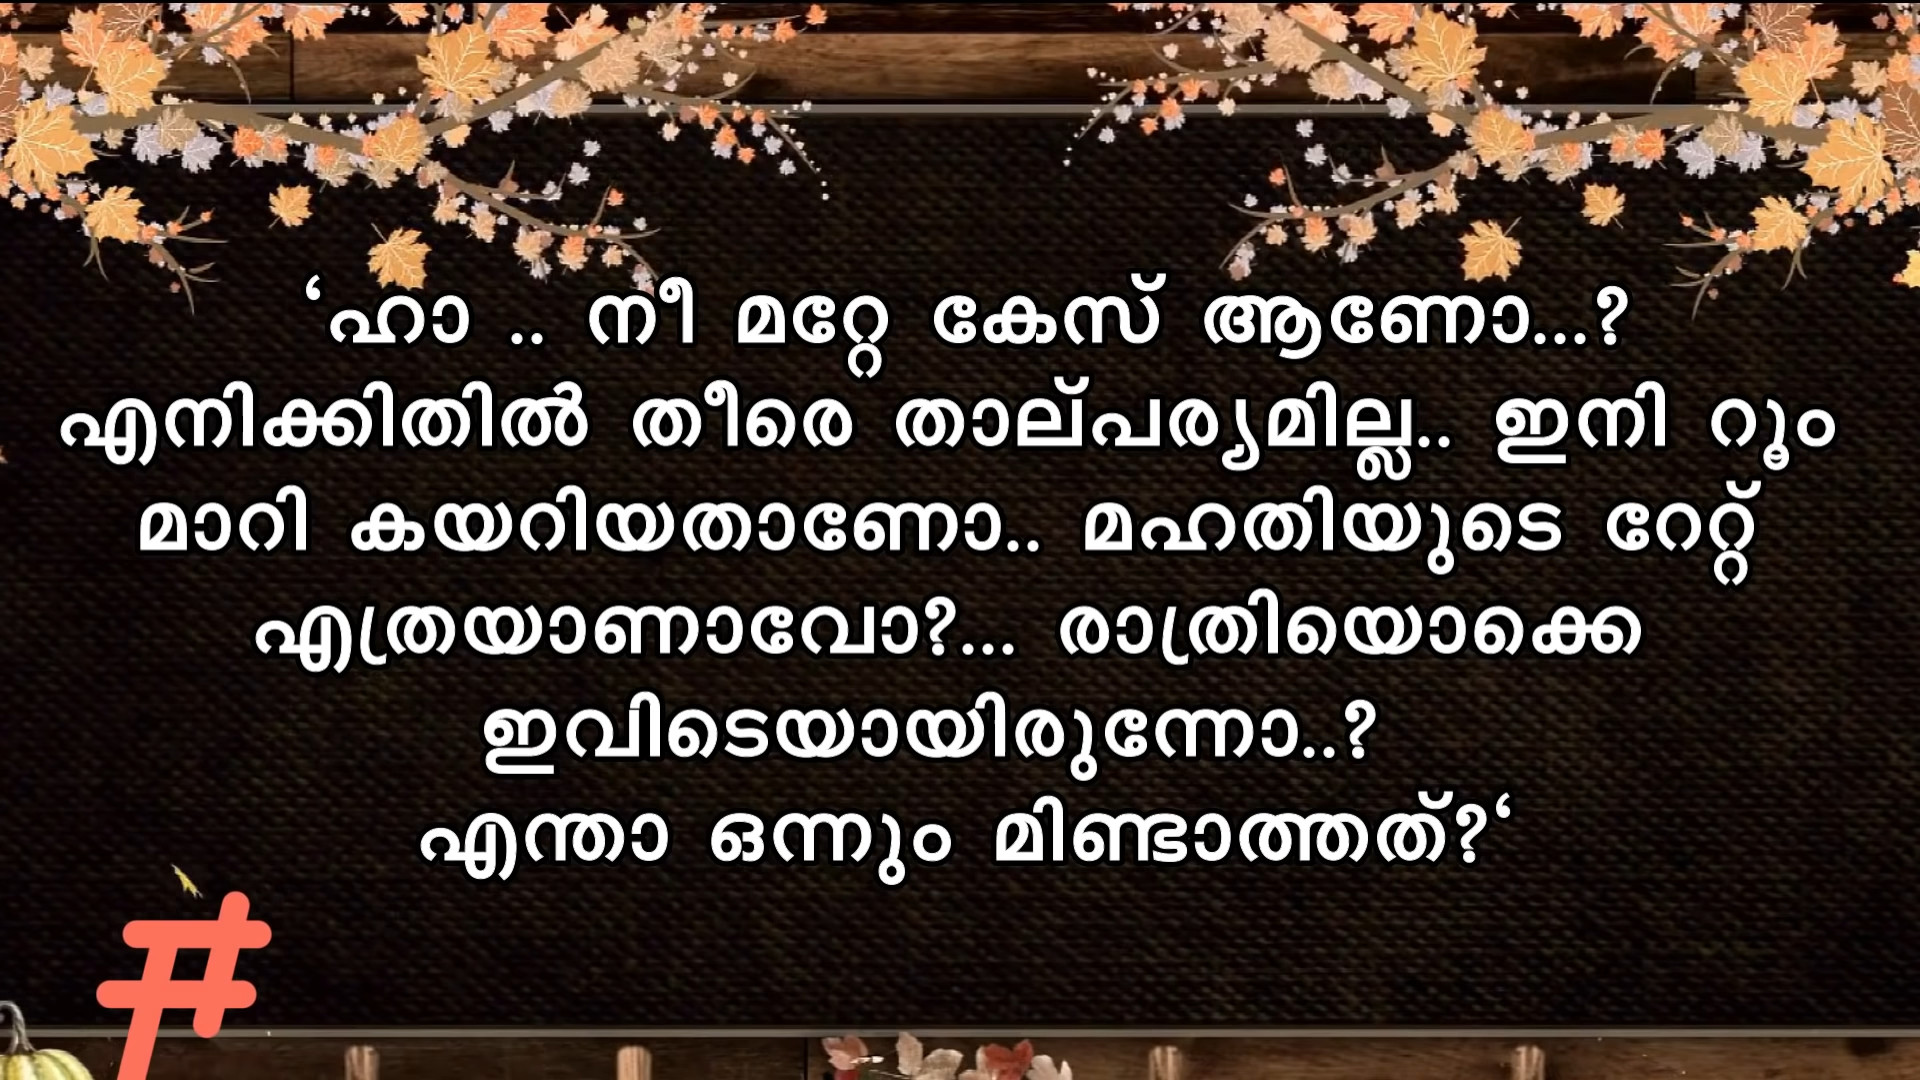 ‘ഹാ .. നീ മറ്റേ കേസ് ആണോ...?
എനിക്കിതിൽ തീരെ താല്പര്യമില്ല.. ഇനി റൂം
മാറി കയറിയതാണോ.. മഹതിയുടെ റേറ്റ്
എത്രയാണാവോ?... രാത്രിയൊക്കെ
ഇവിടെയായിരുന്നോ..?
എന്താ ഒന്നും മിണ്ടാത്തത്?‘
#